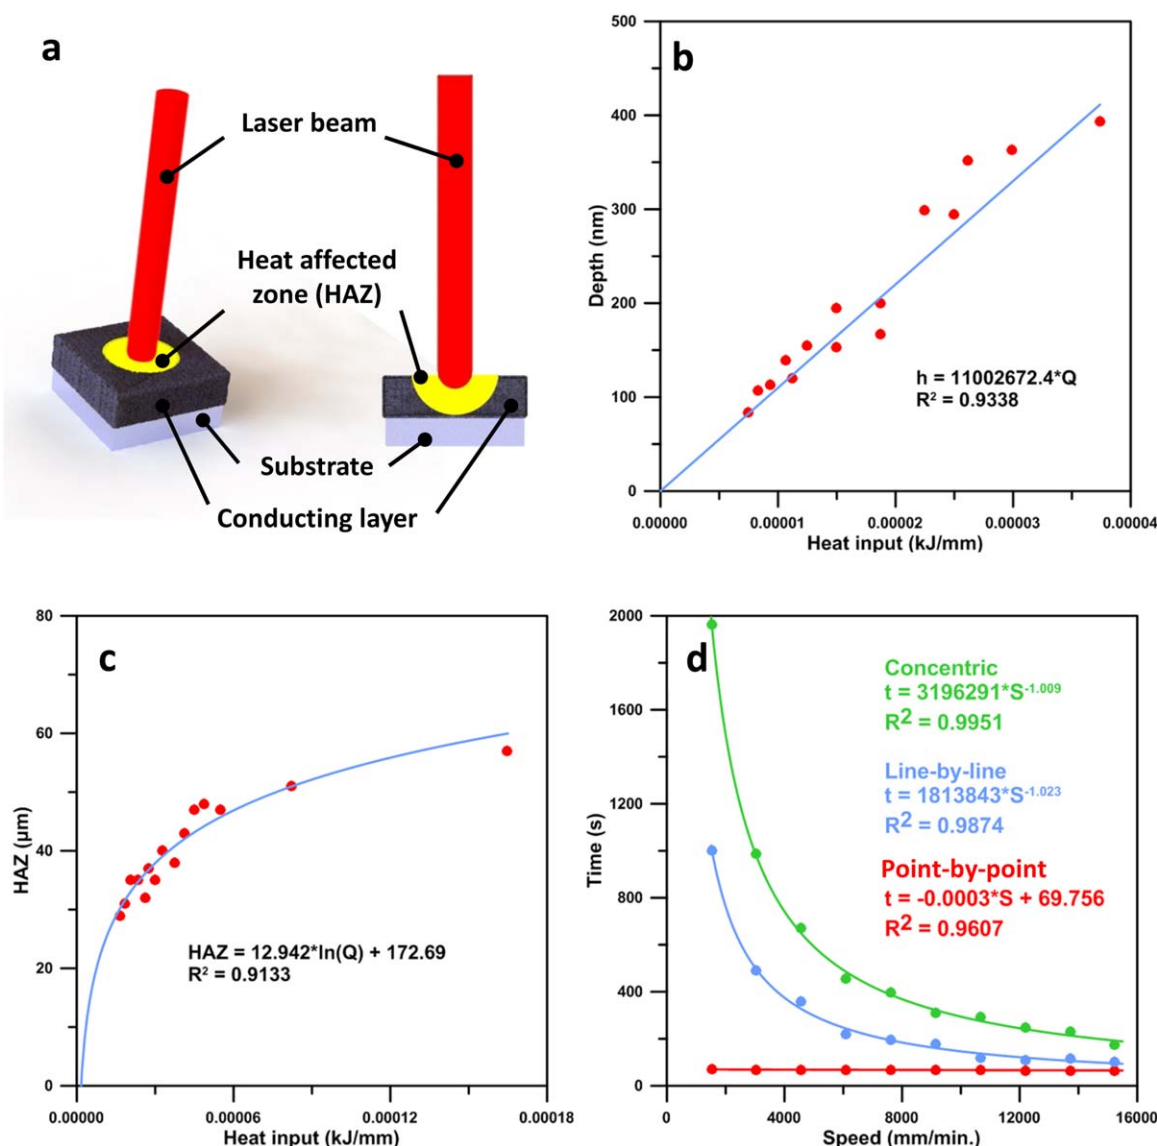 a
Laser beam
Heat affected
zone (HAZ)
Substrate
Conducting layer
b
500
400
300
200
100
0
Depth (nm)
h = 11002672.4*Q
R² = 0.9338
0.00000
0.00001
0.00002
0.00003
0.00004
Heat input (kJ/mm)
c
80
60
40
20
0
HAZ (µm)
HAZ = 12.942*ln(Q) + 172.69
R² = 0.9133
0.00000
0.00006
0.00012
0.00018
Heat input (kJ/mm)
d
2000
1600
1200
800
400
0
Time (s)
Concentric
t = 3196291*S^-1.009
R² = 0.9951
Line-by-line
t = 1813843*S^-1.023
R² = 0.9874
Point-by-point
t = -0.0003*S + 69.756
R² = 0.9607
0
4000
8000
12000
16000
Speed (mm/min.)